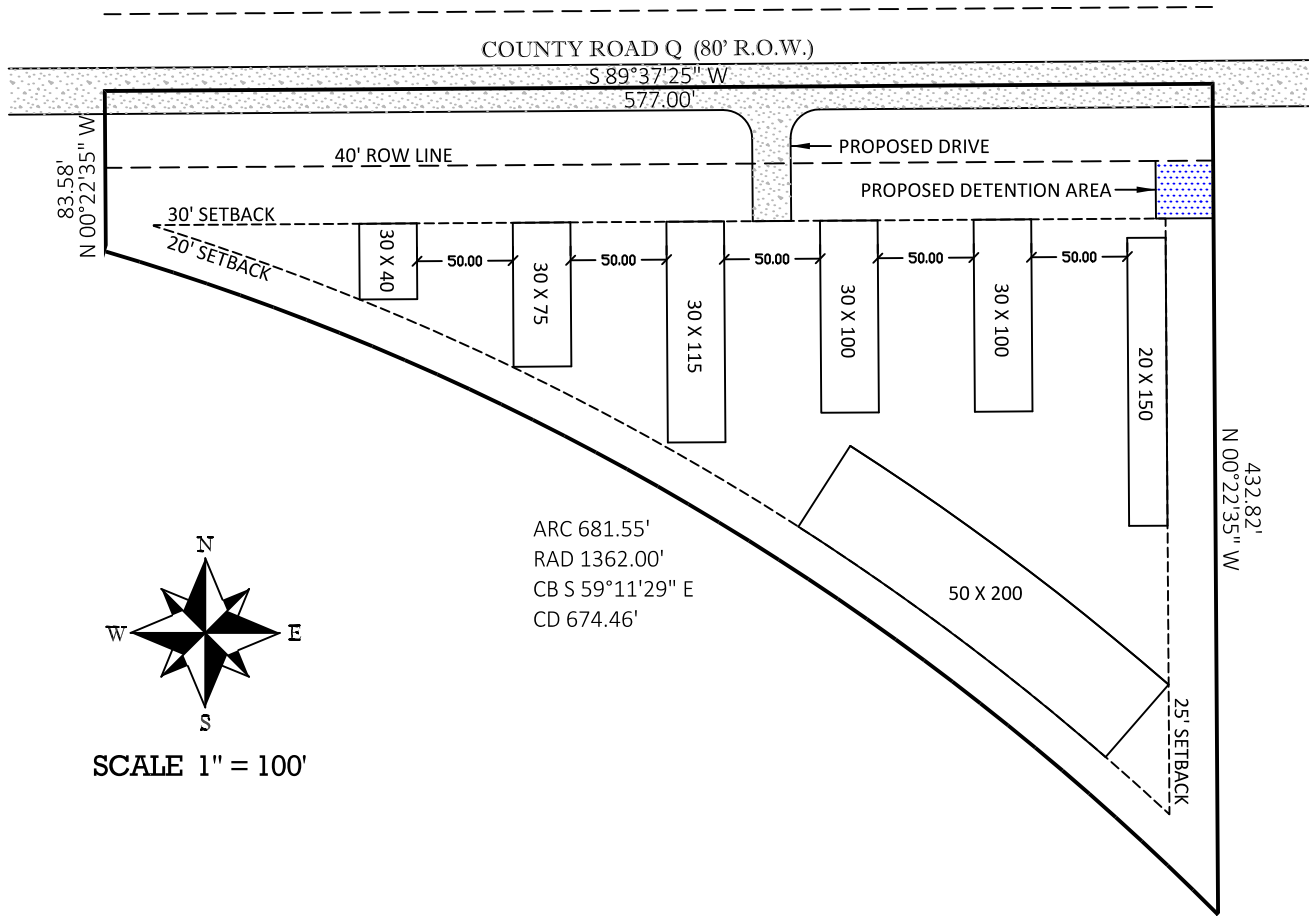 COUNTY ROAD Q (80' R.O.W.)
S 89°37'25" W
577.00'
83.58'
N 00°22'35" W
40' ROW LINE
PROPOSED DRIVE
PROPOSED DETENTION AREA
30' SETBACK
20' SETBACK
30 X 40
50.00
30 X 75
50.00
30 X 115
50.00
30 X 100
50.00
30 X 100
50.00
20 X 150
432.82'
N 00°22'35" W
ARC 681.55'
RAD 1362.00'
CB S 59°11'29" E
CD 674.46'
50 X 200
25' SETBACK
N
W
E
S
SCALE 1" = 100'